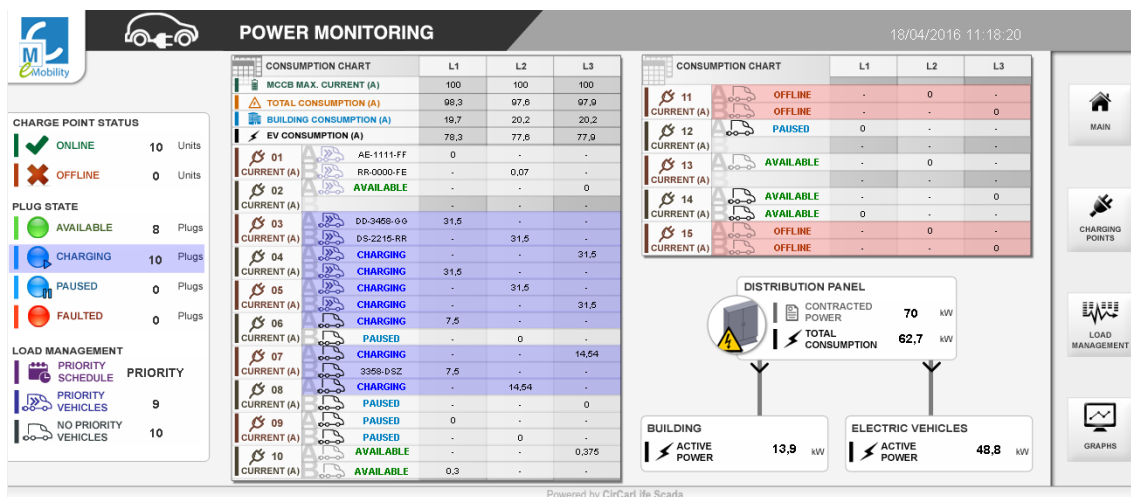 M
eMobility
POWER MONITORING
18/04/2016 11:18:20
CHARGE POINT STATUS
ONLINE 10 Units
OFFLINE 0 Units
PLUG STATE
AVAILABLE 8 Plugs
CHARGING 10 Plugs
PAUSED 0 Plugs
FAULTED 0 Plugs
LOAD MANAGEMENT
PRIORITY SCHEDULE PRIORITY
PRIORITY VEHICLES 9
NO PRIORITY VEHICLES 10
CONSUMPTION CHART L1 L2 L3
MCCB MAX. CURRENT (A) 100 100 100
TOTAL CONSUMPTION (A) 98,3 97,6 97,9
BUILDING CONSUMPTION (A) 19,7 20,2 20,2
EV CONSUMPTION (A) 78,3 77,6 77,9
01 A AE-1111-FF 0 - -
CURRENT (A) B RR-0000-FE - 0,07 -
02 A AVAILABLE - - 0
CURRENT (A) - - -
03 A DD-3458-GG 31,5 - -
CURRENT (A) B DS-2215-RR - 31,5 -
04 A CHARGING - - 31,5
CURRENT (A) B CHARGING 31,5 - -
05 A CHARGING - 31,5 -
CURRENT (A) B CHARGING - - 31,5
06 A CHARGING 7,5 - -
CURRENT (A) B PAUSED - 0 -
07 A CHARGING - - 14,54
CURRENT (A) B 3358-DSZ 7,5 - -
08 A CHARGING - 14,54 -
CURRENT (A) B PAUSED - - 0
09 A PAUSED 0 - -
CURRENT (A) B PAUSED - 0 -
10 A AVAILABLE - - 0,375
CURRENT (A) B AVAILABLE 0,3 - -
CONSUMPTION CHART L1 L2 L3
11 A OFFLINE - 0 -
CURRENT (A) B OFFLINE - - 0
12 A PAUSED 0 - -
CURRENT (A) - - -
13 A AVAILABLE - 0 -
CURRENT (A) - - -
14 A AVAILABLE - - 0
CURRENT (A) B AVAILABLE 0 - -
15 A OFFLINE - 0 -
CURRENT (A) B OFFLINE - - 0
DISTRIBUTION PANEL
CONTRACTED POWER 70 kW
TOTAL CONSUMPTION 62,7 kW
BUILDING
ACTIVE POWER 13,9 kW
ELECTRIC VEHICLES
ACTIVE POWER 48,8 kW
MAIN
CHARGING
POINTS
LOAD
MANAGEMENT
GRAPHS
Powered by CirCarLife Scada